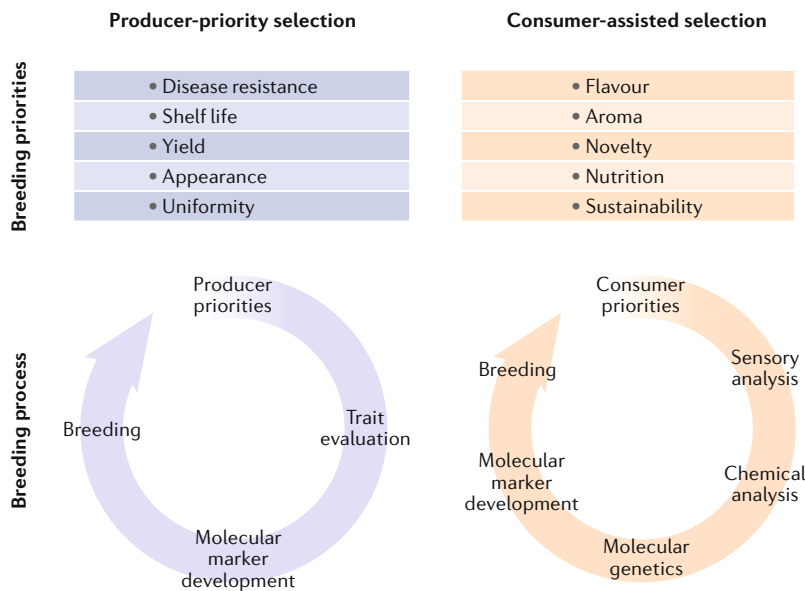 Producer-priority selection
Consumer-assisted selection
Breeding priorities
• Disease resistance
• Shelf life
• Yield
• Appearance
• Uniformity
• Flavour
• Aroma
• Novelty
• Nutrition
• Sustainability
Breeding process
Producer
priorities
Trait
evaluation
Molecular
marker
development
Breeding
Consumer
priorities
Sensory
analysis
Chemical
analysis
Molecular
genetics
Molecular
marker
development
Breeding